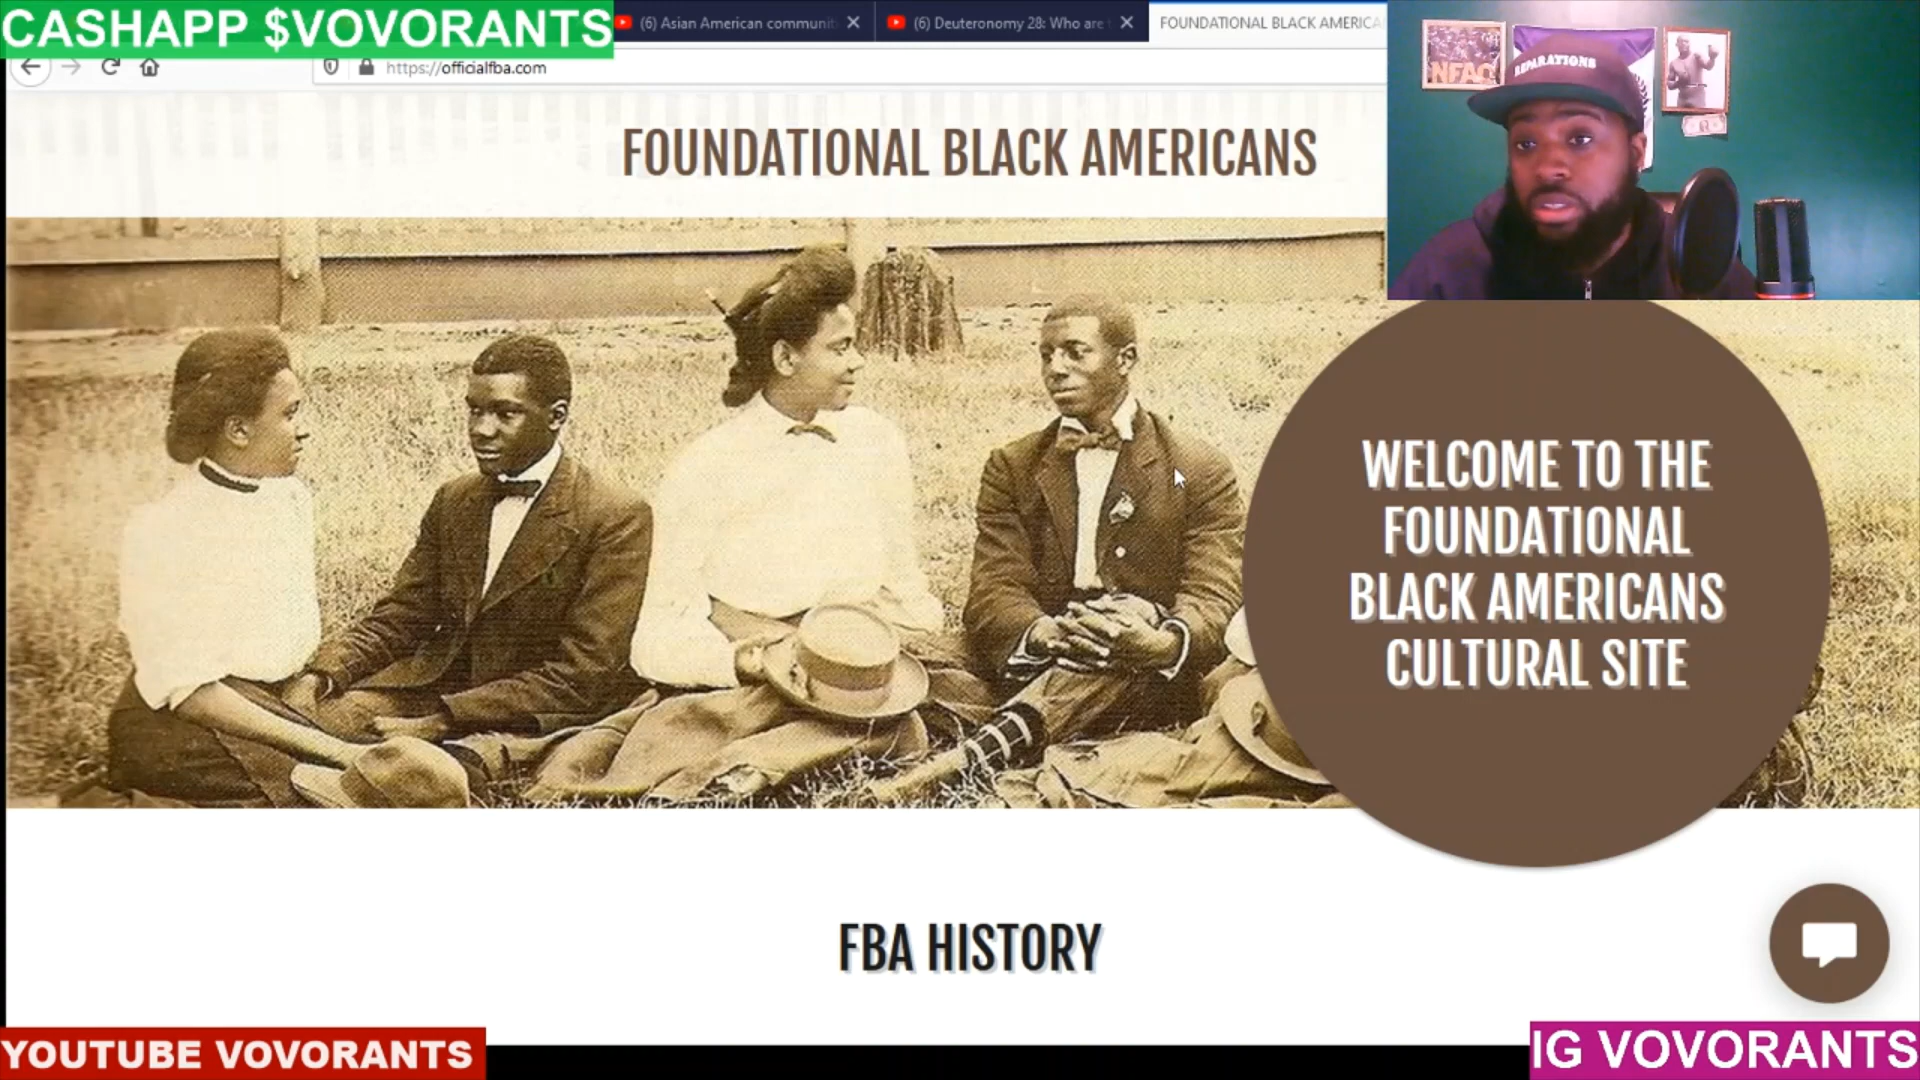 CASHAPP $VOVORANTS
(6) Asian American communit
(6) Deuteronomy 28: Who are
FOUNDATIONAL BLACK AMERICA
https://officialfba.com
NFAC
REPARATIONS
FOUNDATIONAL BLACK AMERICANS
WELCOME TO THE
FOUNDATIONAL
BLACK AMERICANS
CULTURAL SITE
FBA HISTORY
YOUTUBE VOVORANTS
IG VOVORANTS